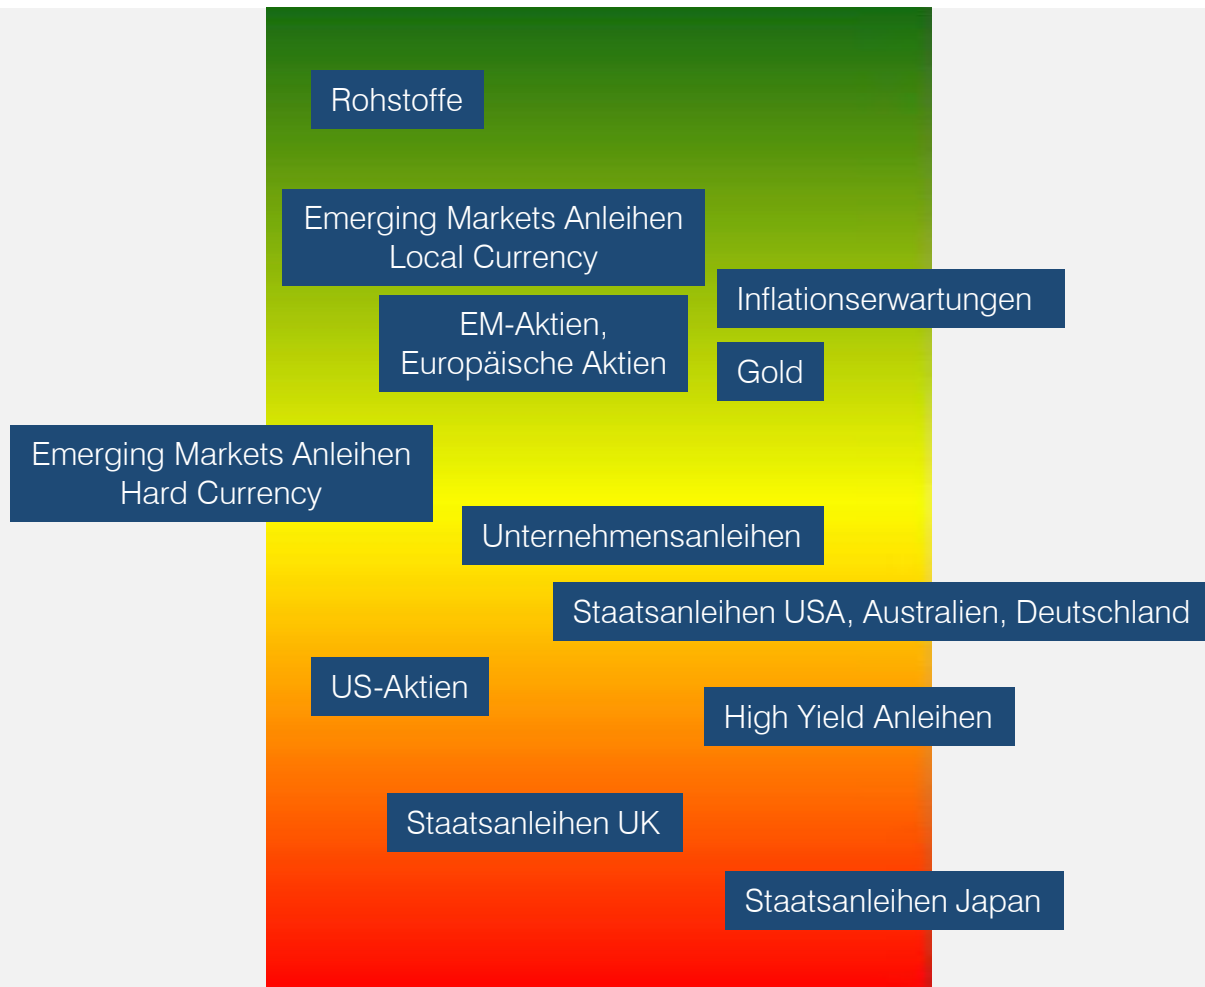 Rohstoffe
Emerging Markets Anleihen
Local Currency
Inflationserwartungen
EM-Aktien,
Europäische Aktien
Gold
Emerging Markets Anleihen
Hard Currency
Unternehmensanleihen
Staatsanleihen USA, Australien, Deutschland
US-Aktien
High Yield Anleihen
Staatsanleihen UK
Staatsanleihen Japan